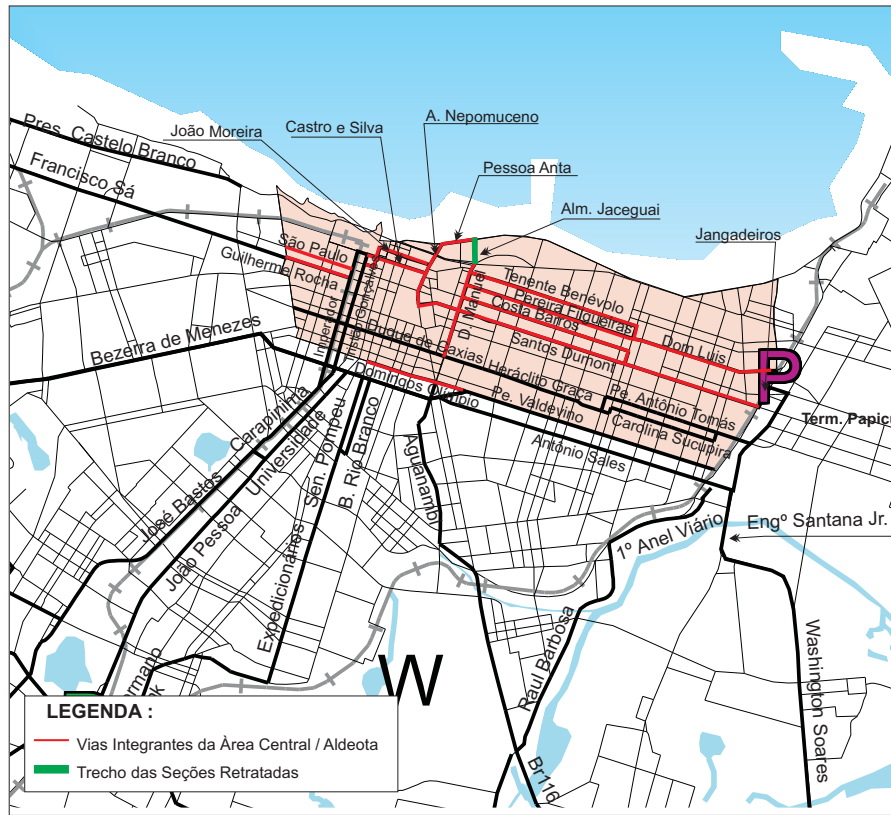 A. Nepomuceno
Castro e Silva
João Moreira
Pres. Castelo Branco
Pessoa Anta
Francisco Sá
Alm. Jaceguai
Jangadeiros
São Paulo
Guilherme Rocha
Tenente Benévolo
Pereira Filgueiras
Costa Barros
D. Manuel
Santos Dumont
Dom Luis
Imperador
Bezerra de Menezes
Duque de Caxias
Heráclito Graça
P
Domingos Olímpio
Pe. Valdevino
Pe. Antônio Tomás
Carolina Sucupira
Term. Papicu
Antônio Sales
Carapinima
Universidade
Sen. Pompeu
B. Rio Branco
Aguanambi
José Bastos
João Pessoa
Expedicionários
1º Anel Viário
Engº Santana Jr.
Raul Barbosa
Washington Soares
W
Br116
LEGENDA :
Vias Integrantes da Àrea Central / Aldeota
Trecho das Seções Retratadas